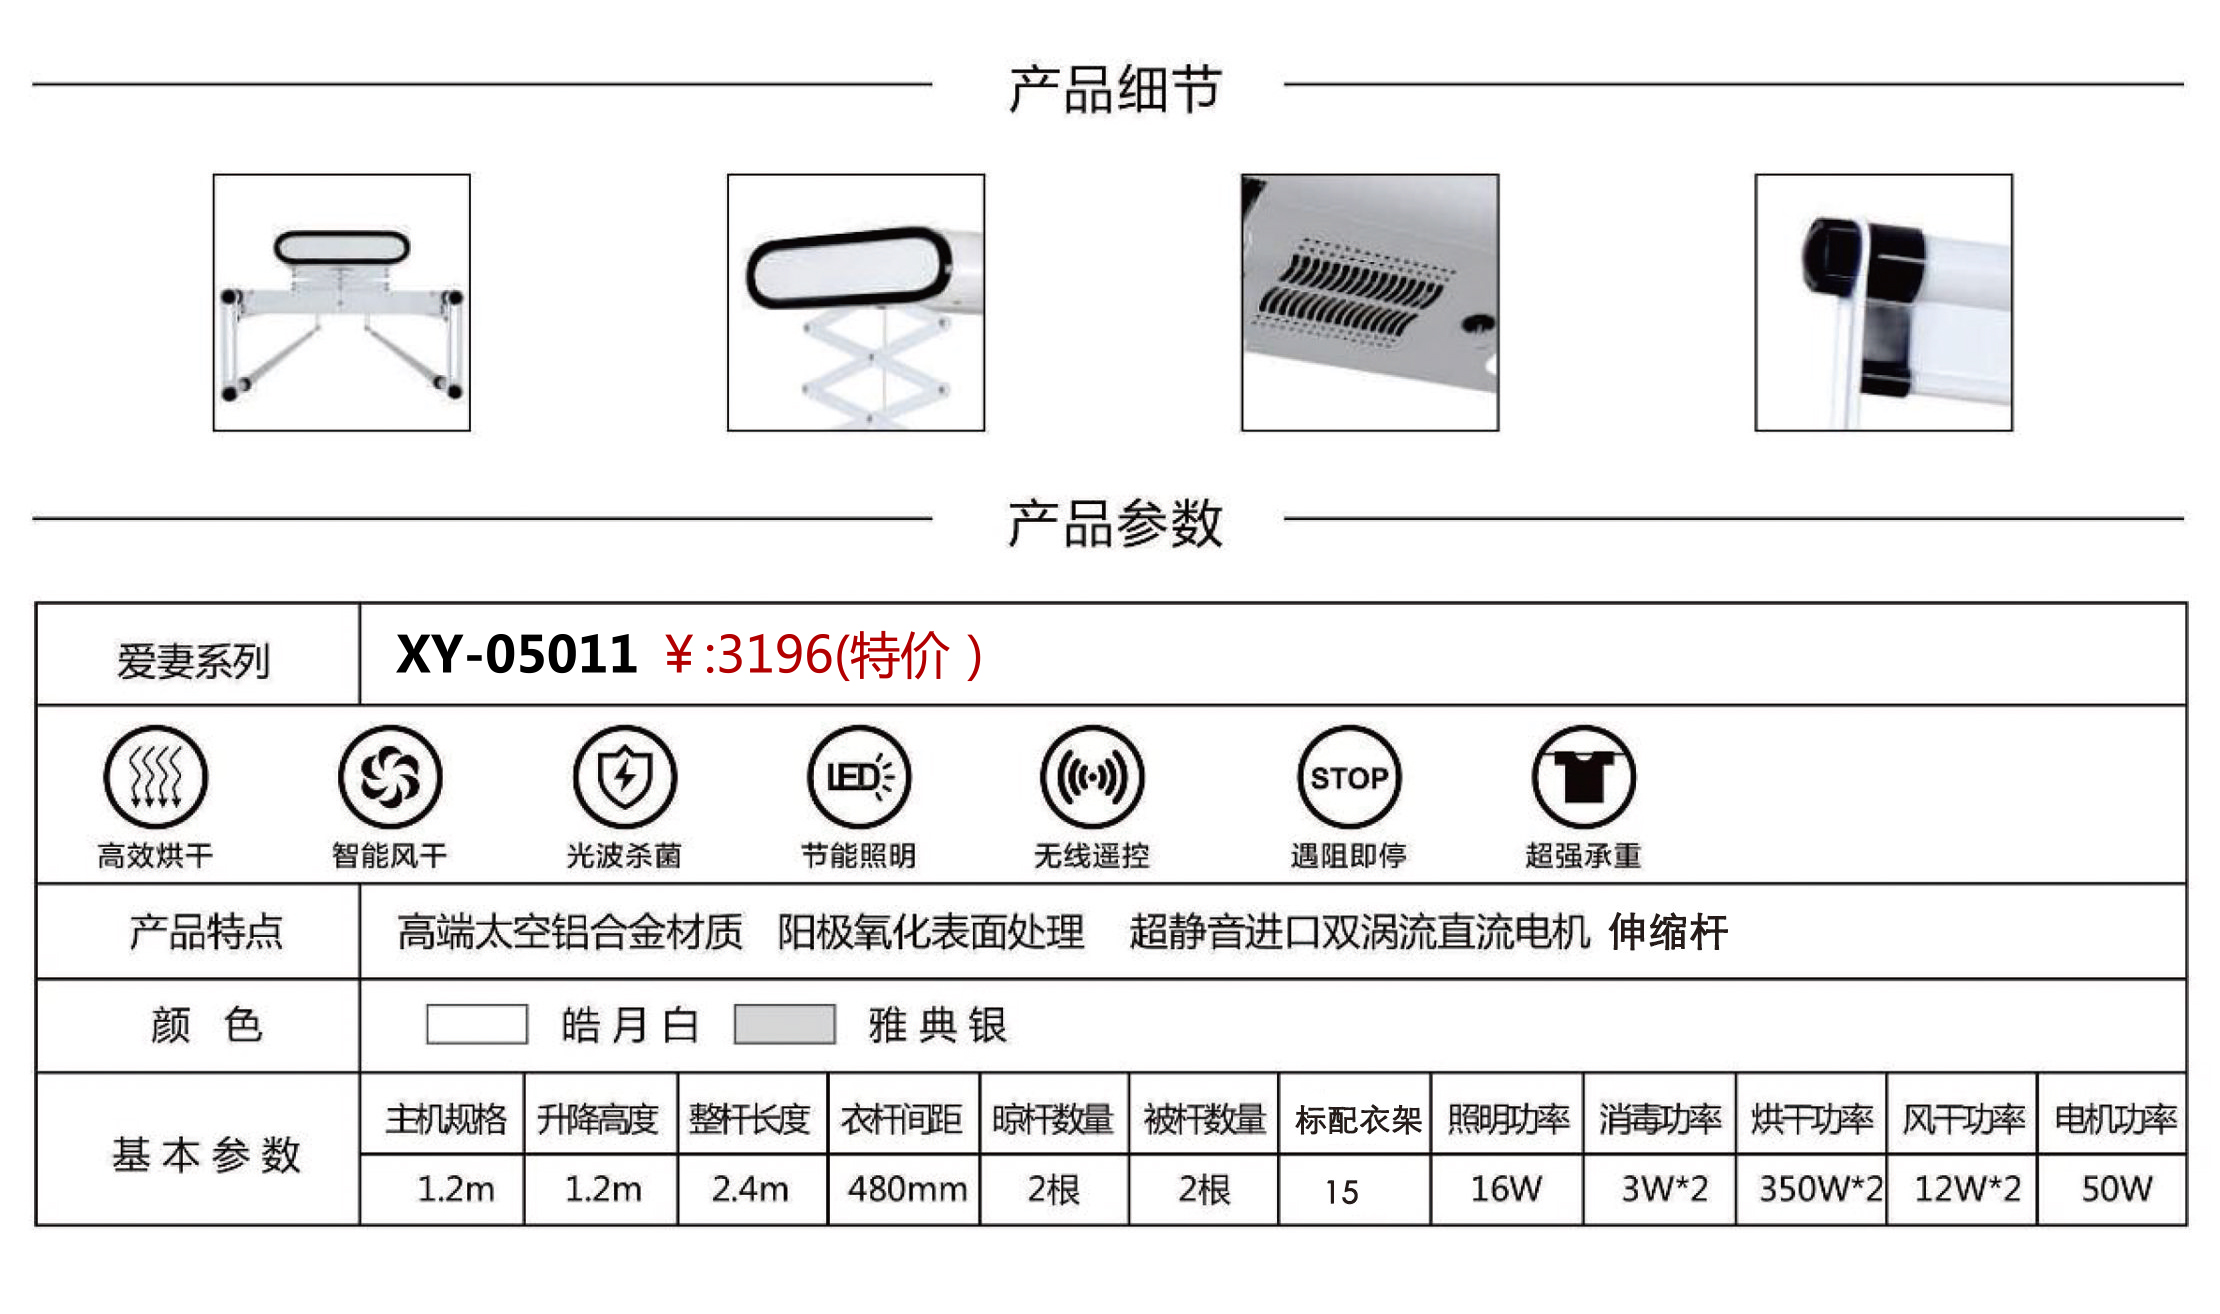 产品细节
产品参数
爱妻系列 XY-05011 ￥:3196(特价）
LED STOP
高效烘干 智能风干 光波杀菌 节能照明 无线遥控 遇阻即停 超强承重
产品特点 高端太空铝合金材质 阳极氧化表面处理 超静音进口双涡流直流电机 伸缩杆
颜 色 皓月白 雅典银
基本参数
主机规格 升降高度 整杆长度 衣杆间距 晾杆数量 被杆数量 标配衣架 照明功率 消毒功率 烘干功率 风干功率 电机功率
1.2m 1.2m 2.4m 480mm 2根 2根 15 16W 3W*2 350W*2 12W*2 50W